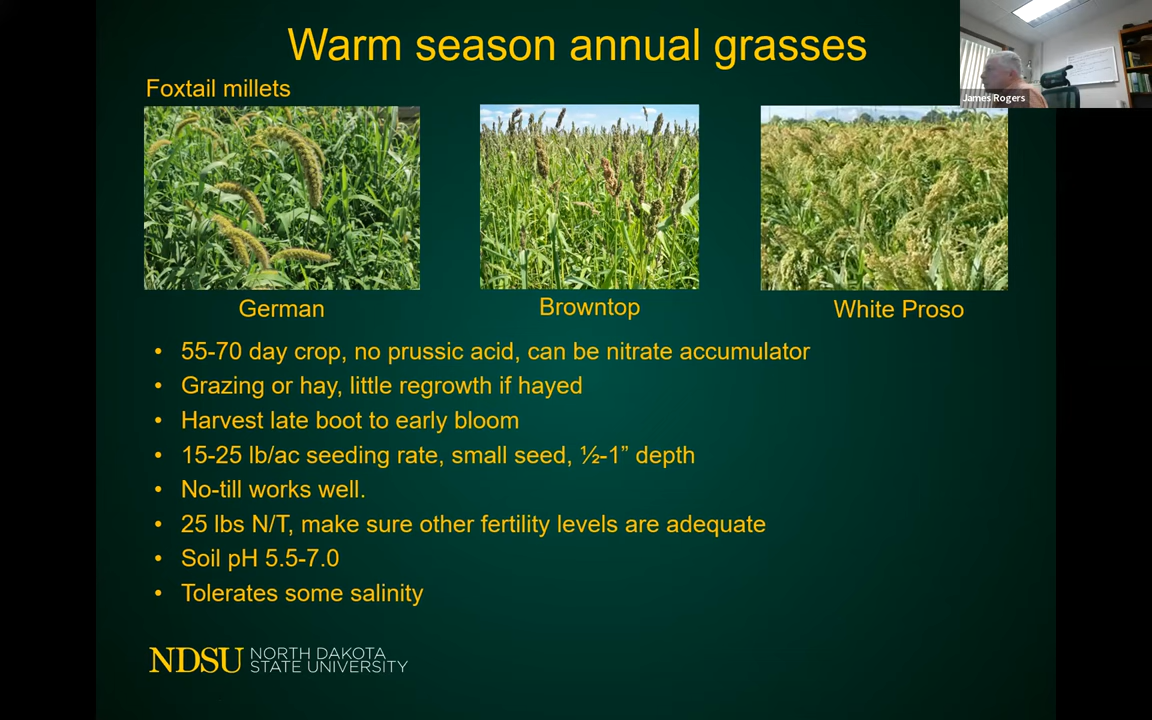 Warm season annual grasses
James Rogers
Foxtail millets
German
Browntop
White Proso
• 55-70 day crop, no prussic acid, can be nitrate accumulator
• Grazing or hay, little regrowth if hayed
• Harvest late boot to early bloom
• 15-25 lb/ac seeding rate, small seed, ½-1” depth
• No-till works well.
• 25 lbs N/T, make sure other fertility levels are adequate
• Soil pH 5.5-7.0
• Tolerates some salinity
NDSU NORTH DAKOTA
STATE UNIVERSITY